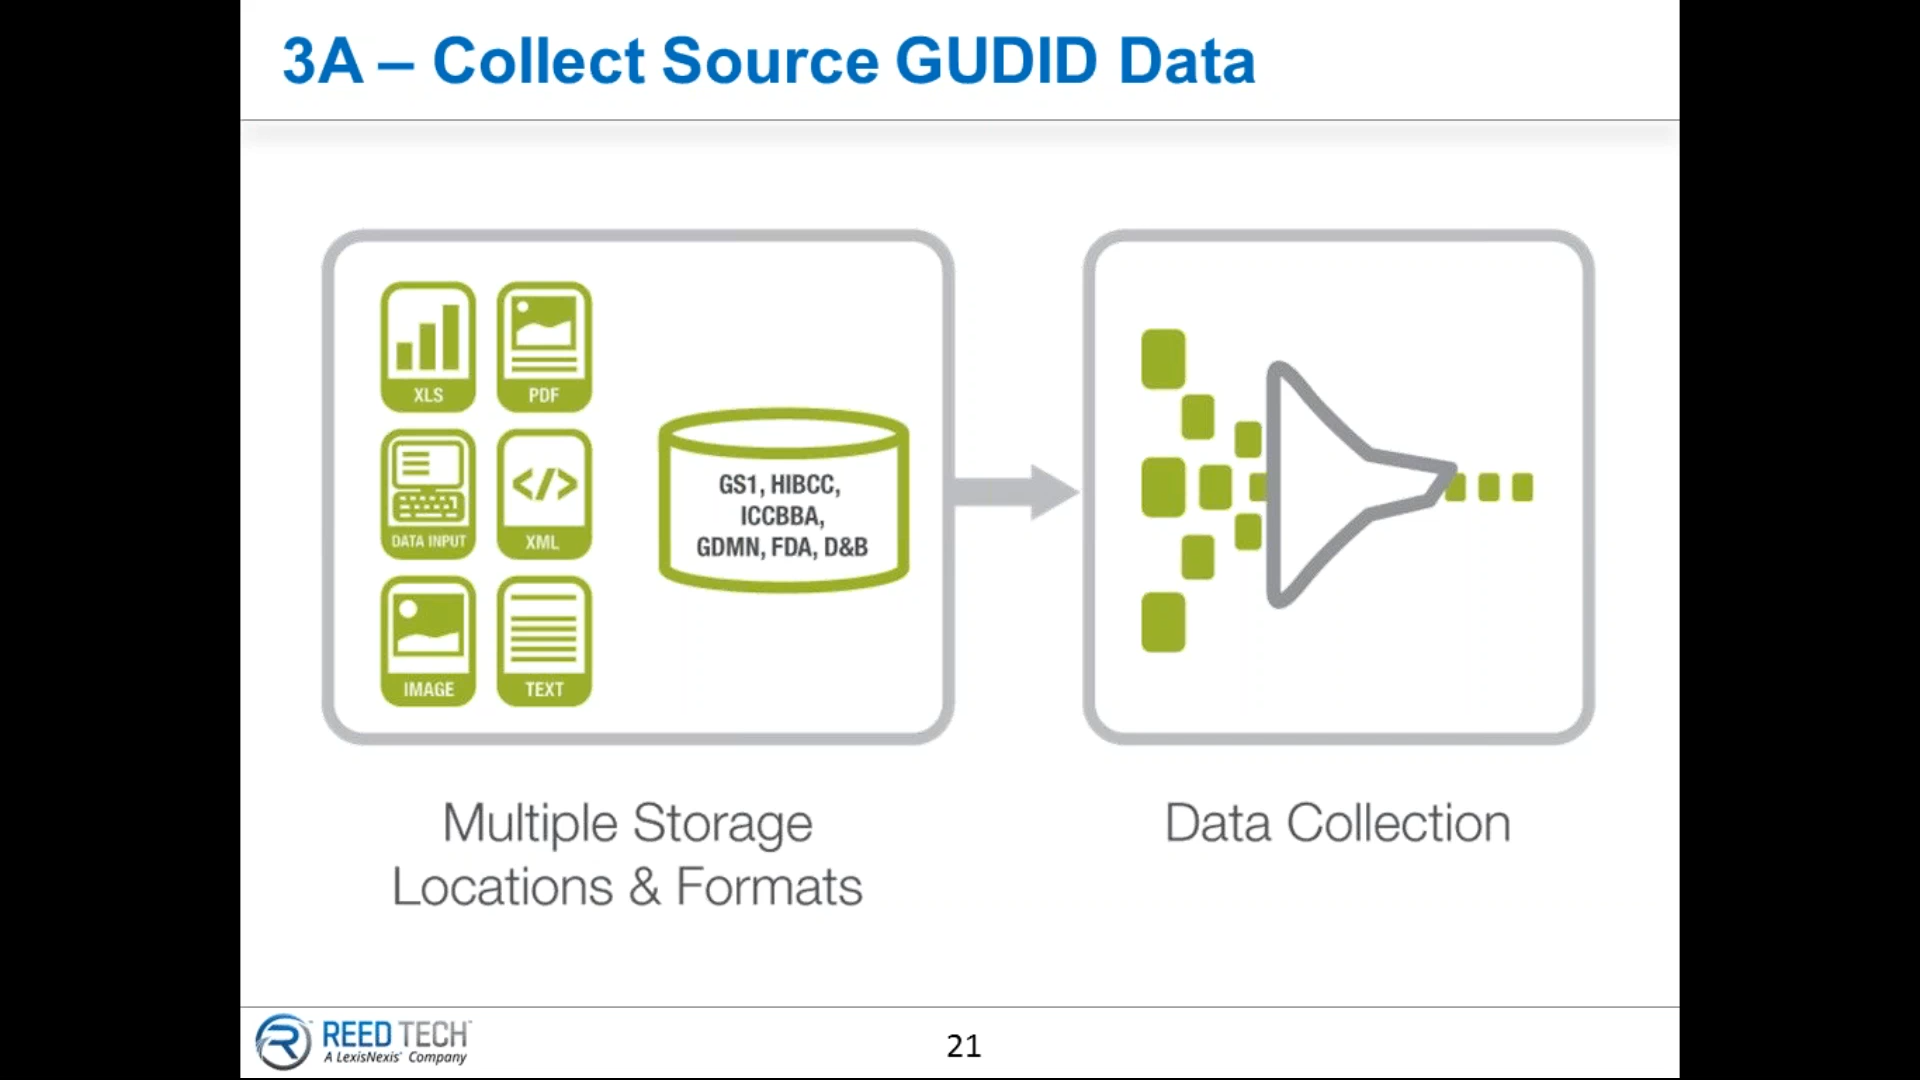 3A – Collect Source GUDID Data
XLS
PDF
DATA INPUT
XML
IMAGE
TEXT
GS1, HIBCC,
ICCBBA,
GDMN, FDA, D&B
Multiple Storage
Locations & Formats
Data Collection
REED TECH™
A LexisNexis® Company
21